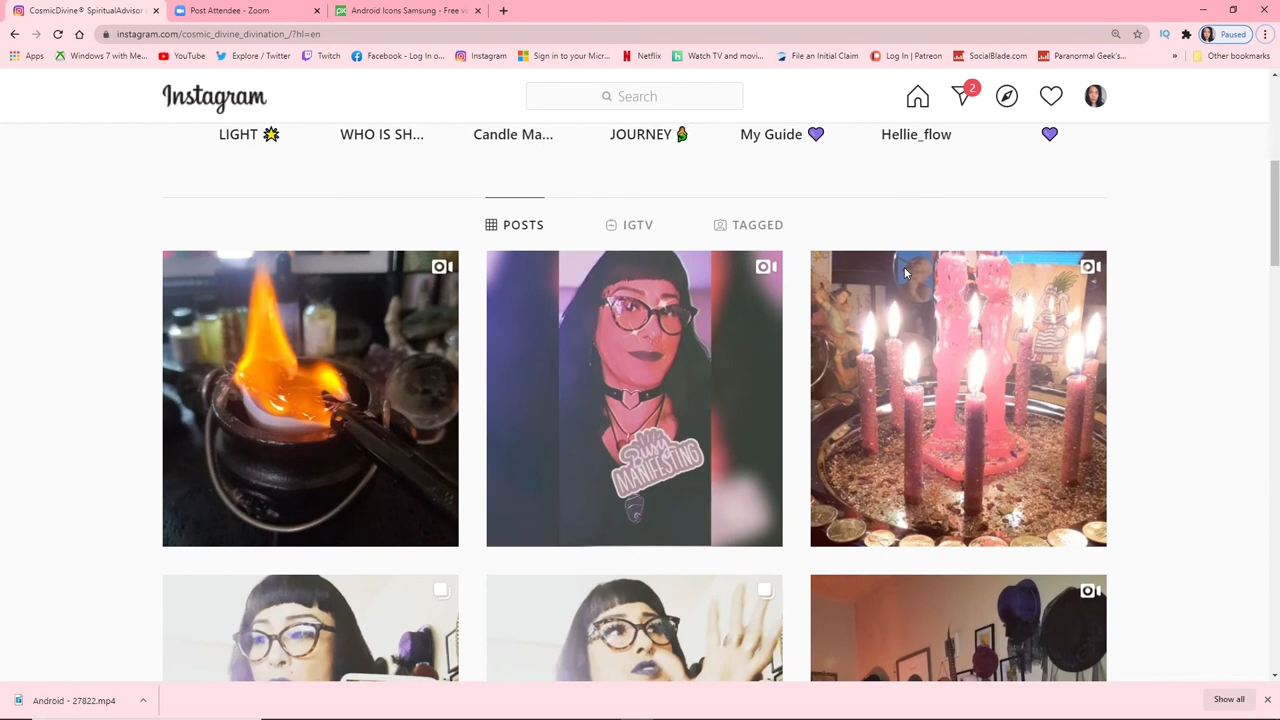 CosmicDivine® SpiritualAdvisor
Post Attendee - Zoom
Android Icons Samsung - Free v
instagram.com/cosmic_divine_divination_/?hl=en
Paused
Apps
Windows 7 with Me...
YouTube
Explore / Twitter
Twitch
Facebook - Log In o...
Instagram
Sign in to your Micr...
Netflix
Watch TV and movi...
File an Initial Claim
Log In | Patreon
SocialBlade.com
Paranormal Geek's...
»
Other bookmarks
Instagram
Search
2
LIGHT 🌟
WHO IS SH...
Candle Ma...
JOURNEY
My Guide 💜
Hellie_flow
💜
POSTS
IGTV
TAGGED
Busy
MANIFESTING
Android - 27822.mp4
Show all